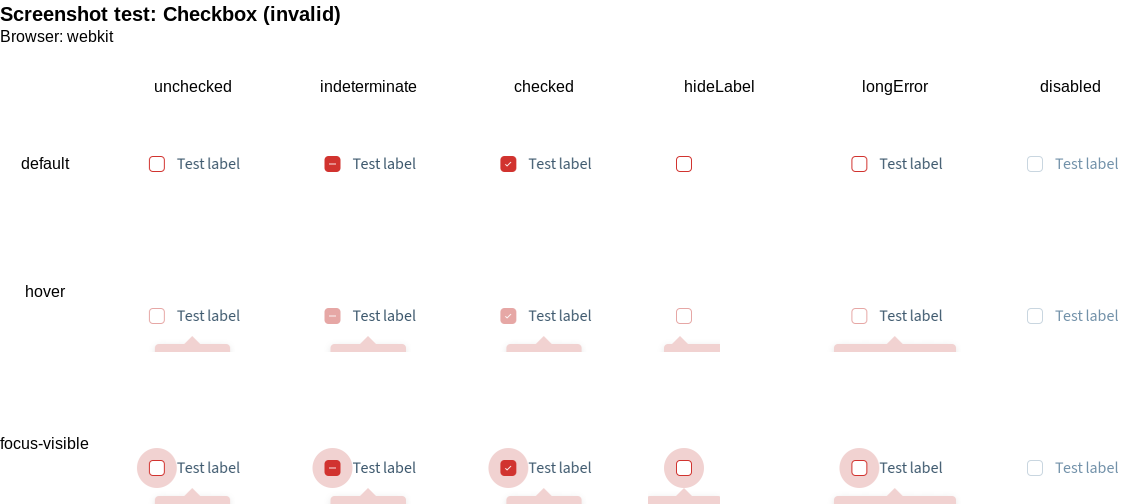 Screenshot test: Checkbox (invalid)
Browser: webkit
unchecked indeterminate checked hideLabel longError disabled
default Test label Test label Test label Test label Test label
hover Test label Test label Test label Test label Test label
focus-visible Test label Test label Test label Test label Test label